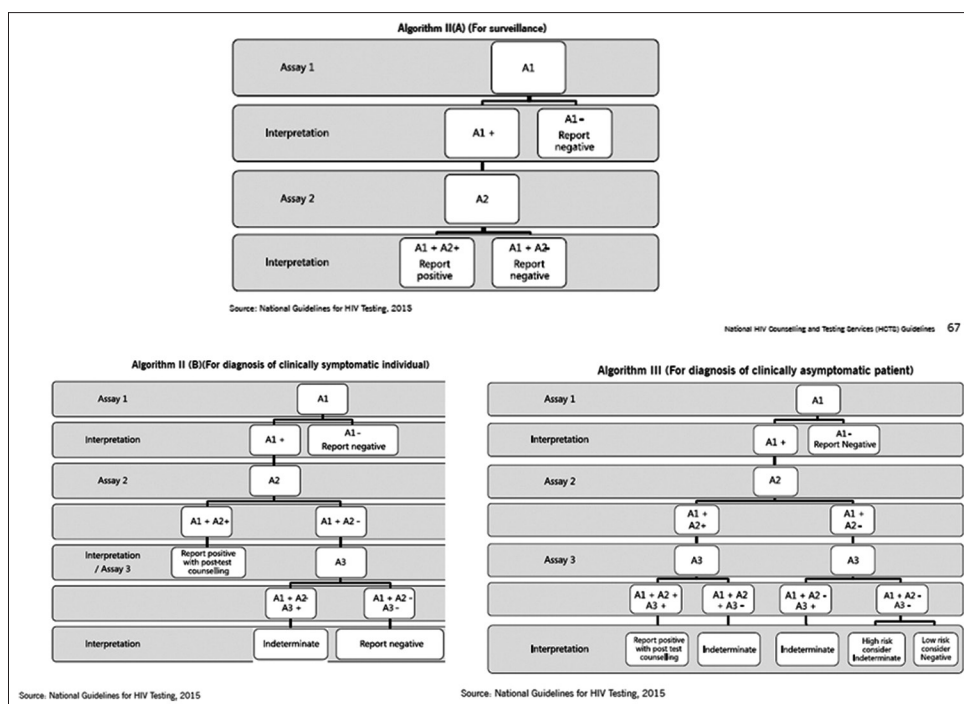 Algorithm II(A) (For surveillance)
Assay 1
A1
Interpretation
A1 +
A1-
Report
negative
Assay 2
A2
Interpretation
A1 + A2+
Report
positive
A1 + A2-
Report
negative
Source: National Guidelines for HIV Testing, 2015
National HIV Counselling and Testing Services (HCTS) Guidelines 67
Algorithm II (B)(For diagnosis of clinically symptomatic individual)
Assay 1
A1
Interpretation
A1 +
A1-
Report negative
Assay 2
A2
A1 + A2+
A1 + A2 -
Interpretation
/ Assay 3
Report positive
with post-test
counselling
A3
A1 + A2-
A3 +
A1 + A2 -
A3 -
Interpretation
Indeterminate
Report negative
Source: National Guidelines for HIV Testing, 2015
Algorithm III (For diagnosis of clinically asymptomatic patient)
Assay 1
A1
Interpretation
A1 +
A1-
Report Negative
Assay 2
A2
A1 +
A2+
A1 +
A2-
Assay 3
A3
A3
A1 + A2 +
A3 +
A1 + A2
+ A3 -
A1 + A2 -
A3 +
A1 + A2 -
A3 -
Interpretation
Report positive
with post test
counselling
Indeterminate
Indeterminate
High risk
consider
Indeterminate
Low risk
consider
Negative
Source: National Guidelines for HIV Testing, 2015